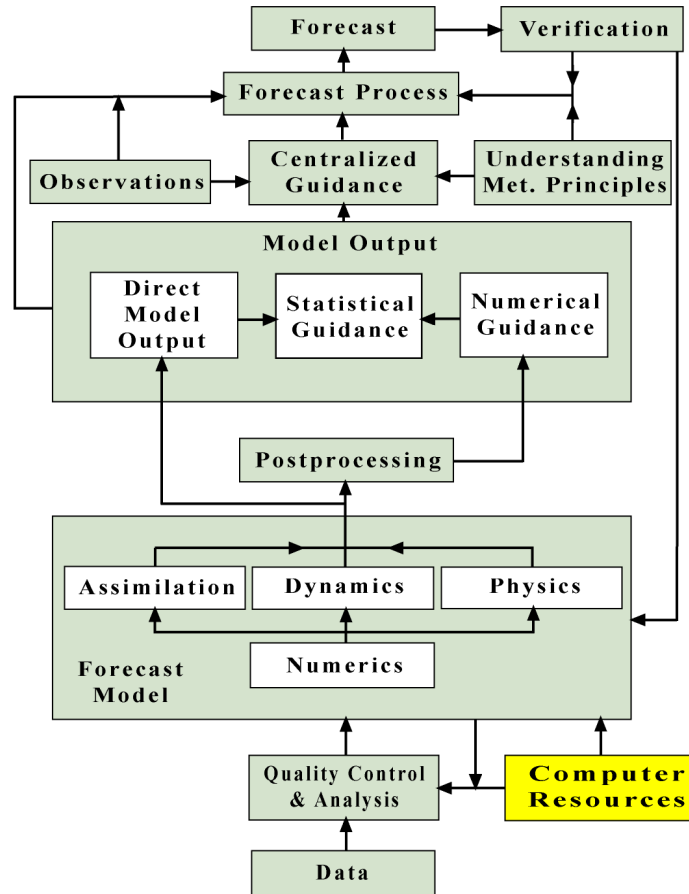 Forecast
Verification
Forecast Process
Observations
Centralized
Guidance
Understanding
Met. Principles
Model Output
Direct
Model
Output
Statistical
Guidance
Numerical
Guidance
Postprocessing
Assimilation
Dynamics
Physics
Numerics
Forecast
Model
Quality Control
& Analysis
Computer
Resources
Data